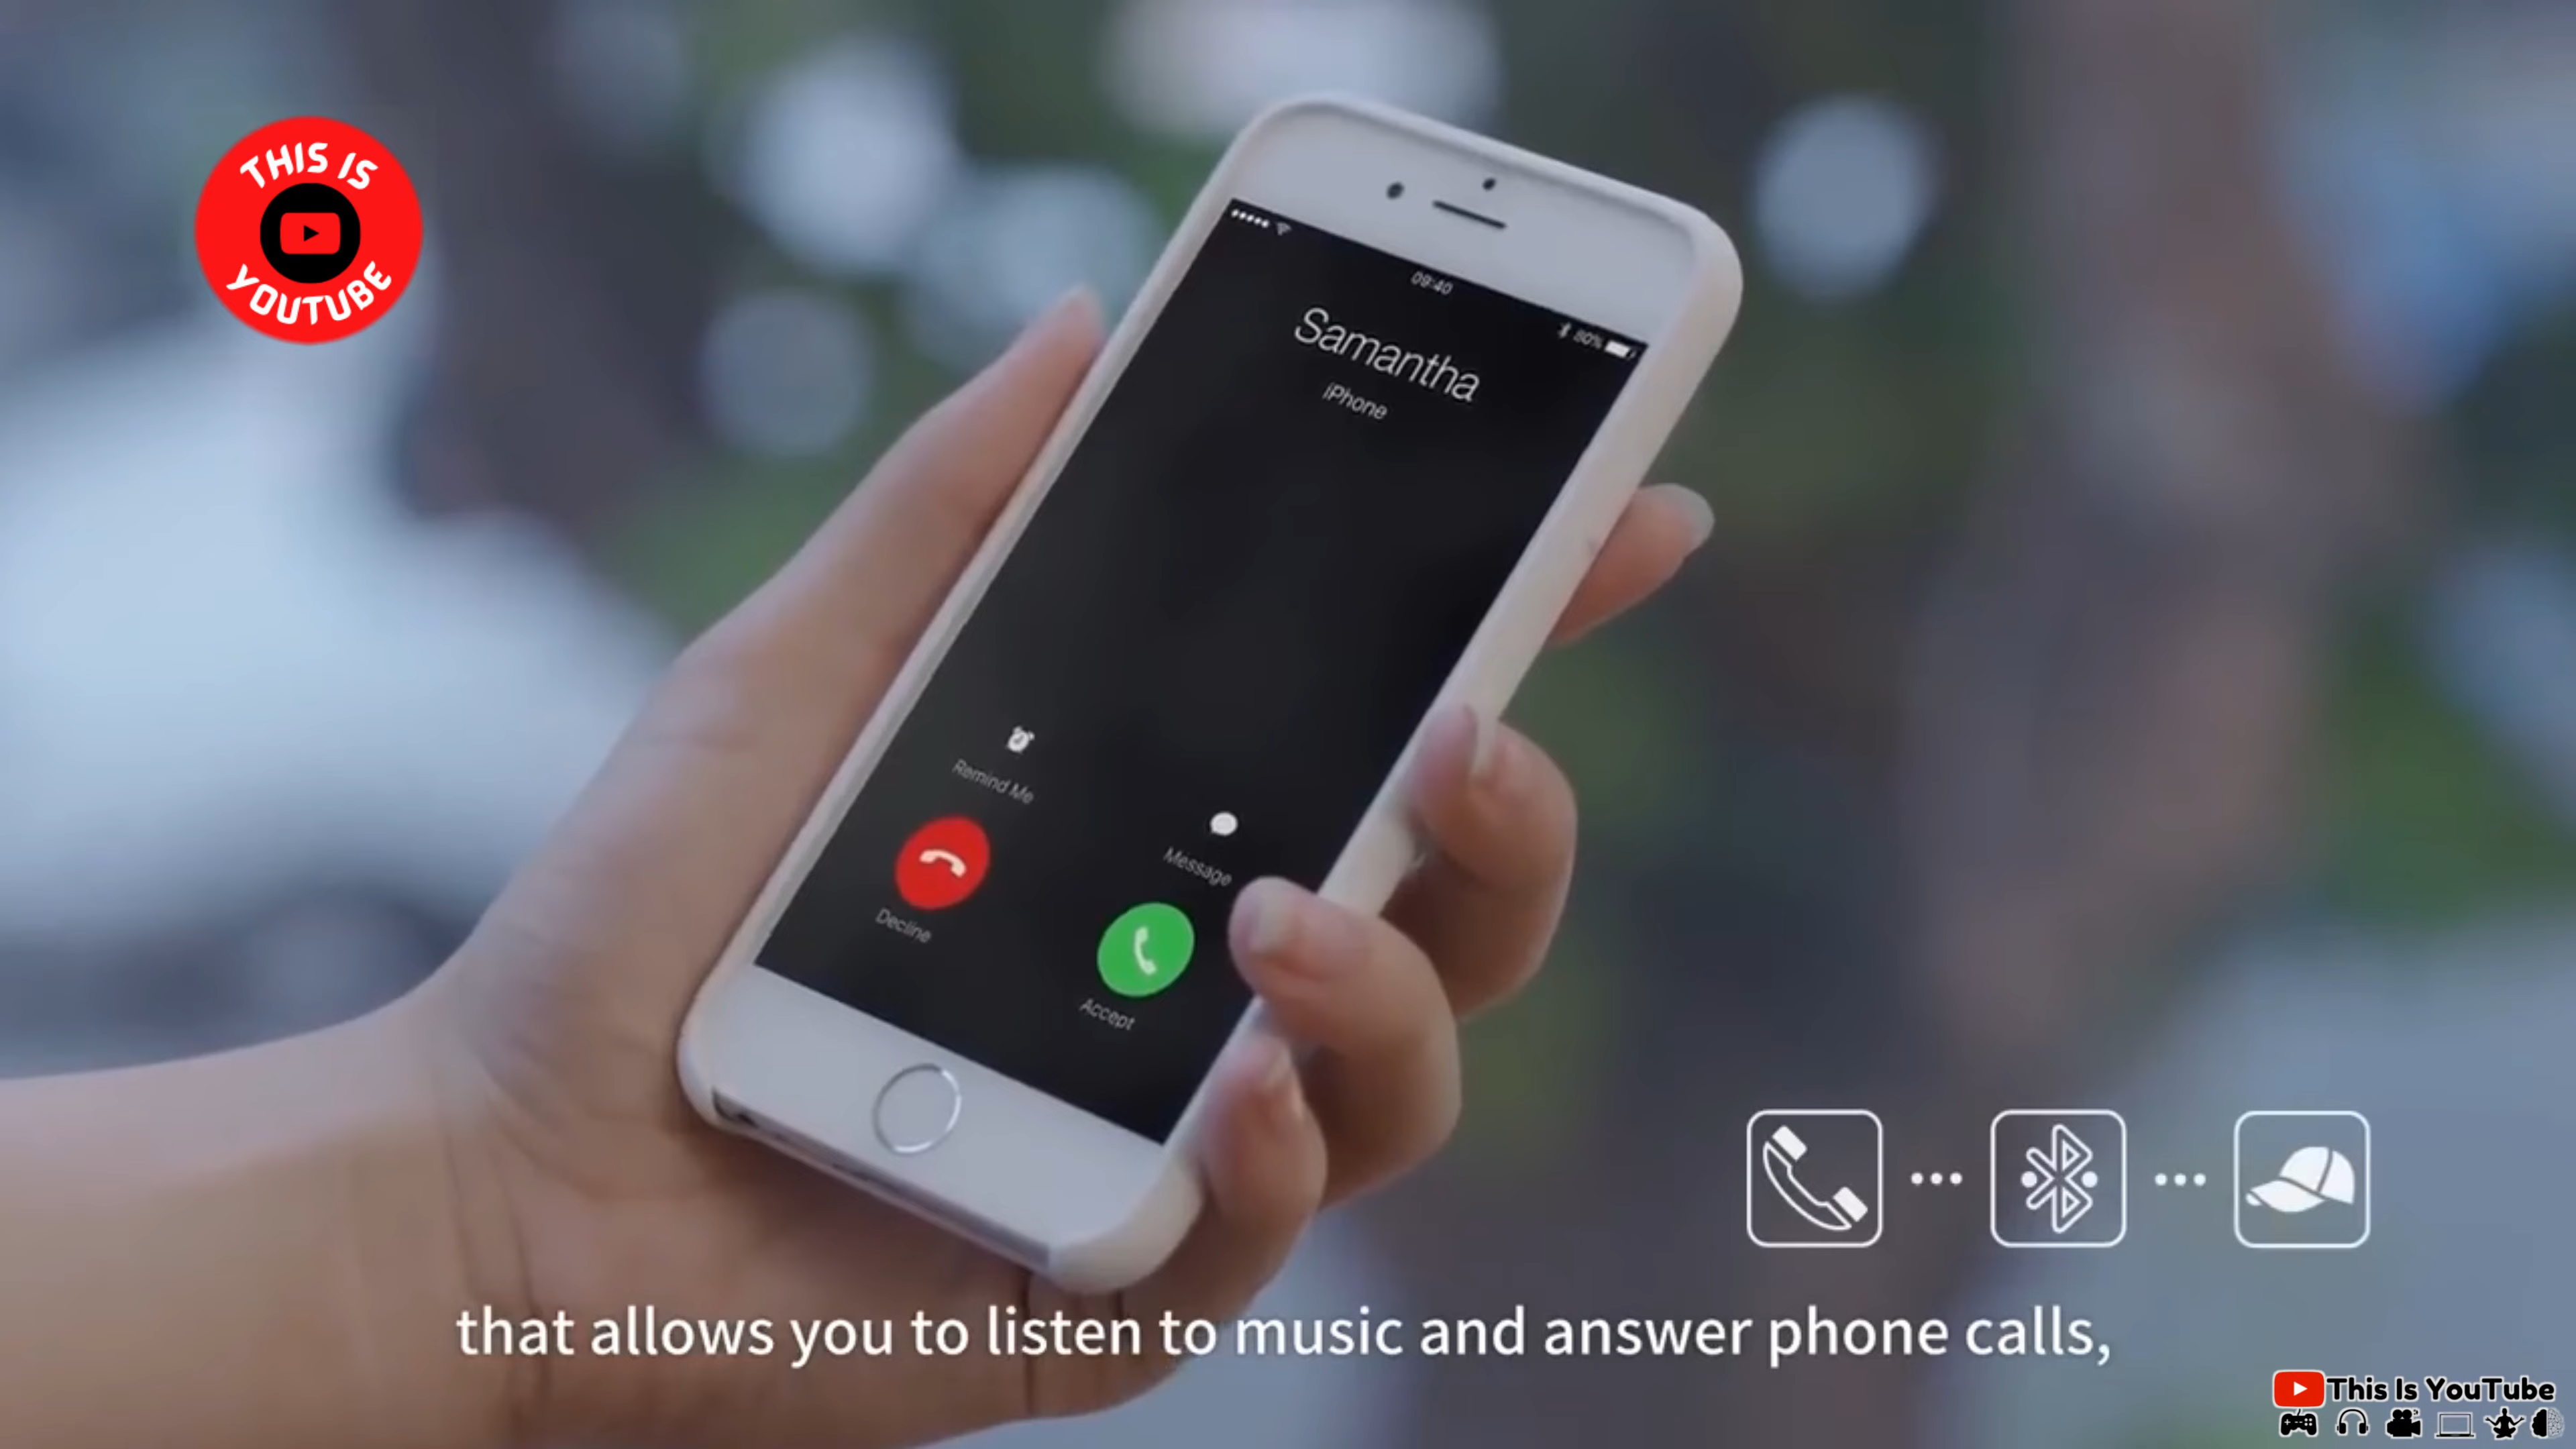 THIS IS
YOUTUBE
09:40
80%
Samantha
iPhone
Remind Me
Message
Decline
Accept
that allows you to listen to music and answer phone calls,
This Is YouTube